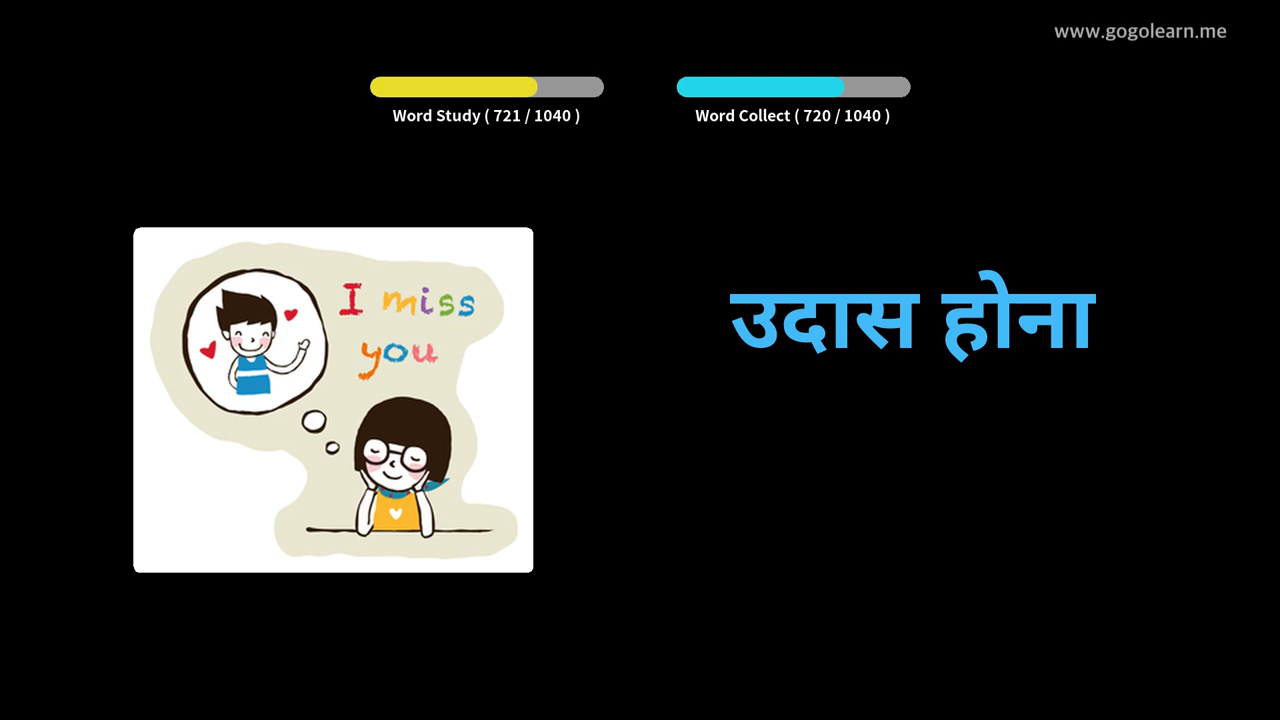 www.gogolearn.me
Word Study ( 721 / 1040 )
Word Collect ( 720 / 1040 )
I miss
you
उदास होना